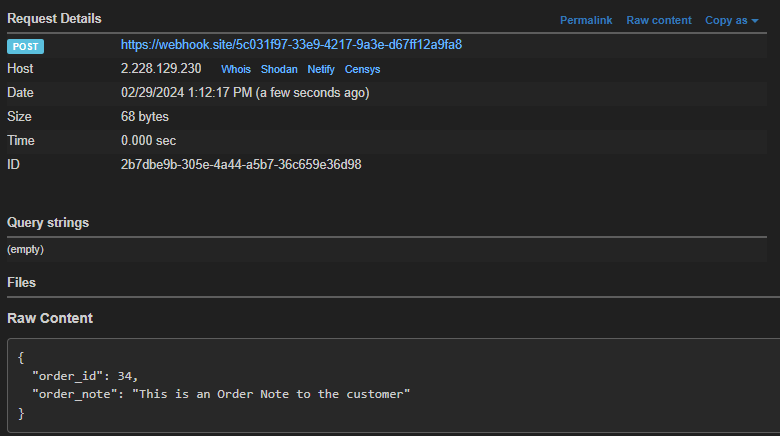 Request Details Permalink Raw content Copy as
POST https://webhook.site/5c031f97-33e9-4217-9a3e-d67ff12a9fa8
Host 2.228.129.230 Whois Shodan Netify Censys
Date 02/29/2024 1:12:17 PM (a few seconds ago)
Size 68 bytes
Time 0.000 sec
ID 2b7dbe9b-305e-4a44-a5b7-36c659e36d98
Query strings
(empty)
Files
Raw Content
{
  "order_id": 34,
  "order_note": "This is an Order Note to the customer"
}